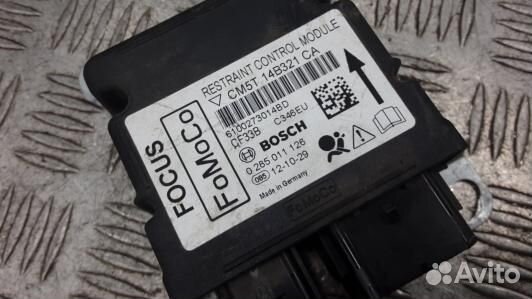 FOCUS
FoMoCo
RESTRAINT CONTROL MODULE
CM5T 14B321 CA
6100273014BD
QF33B C346EU
BOSCH
0 285 011 126
085 12-10-29
Made in Germany
FoMoCo
Avito